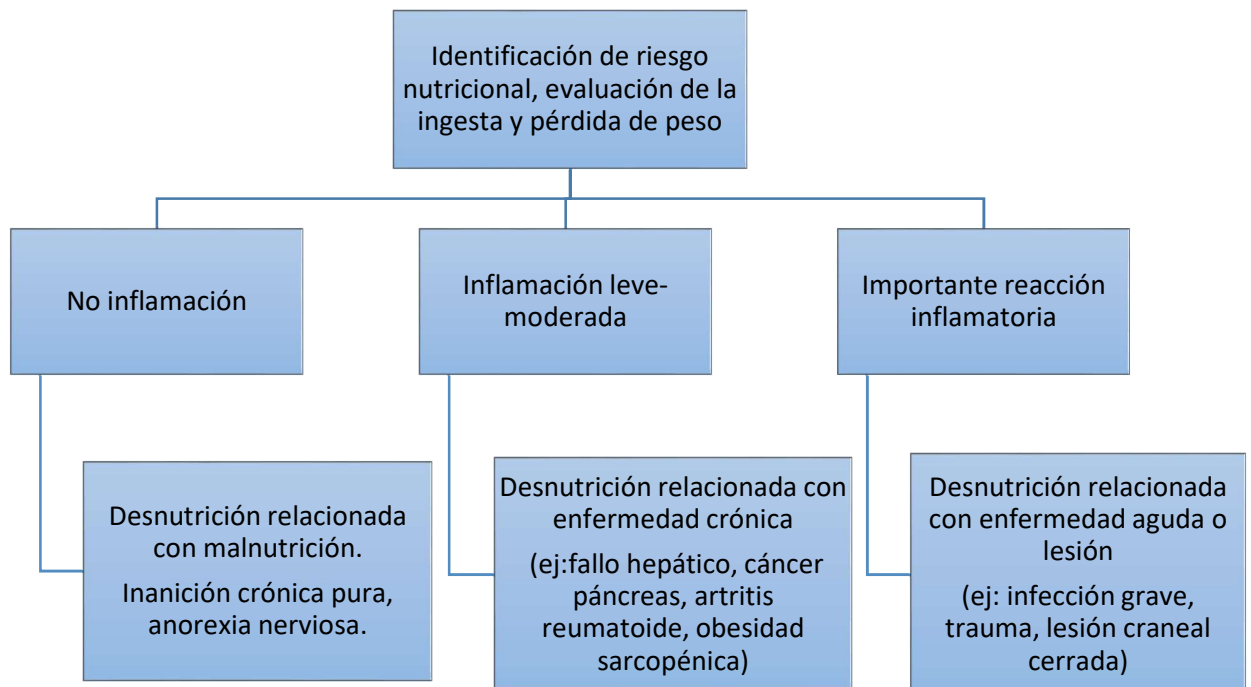 Identificación de riesgo
nutricional, evaluación de la
ingesta y pérdida de peso
No inflamación
Inflamación leve-
moderada
Importante reacción
inflamatoria
Desnutrición relacionada
con malnutrición.
Inanición crónica pura,
anorexia nerviosa.
Desnutrición relacionada con
enfermedad crónica
(ej:fallo hepático, cáncer
páncreas, artritis
reumatoide, obesidad
sarcopénica)
Desnutrición relacionada
con enfermedad aguda o
lesión
(ej: infección grave,
trauma, lesión craneal
cerrada)